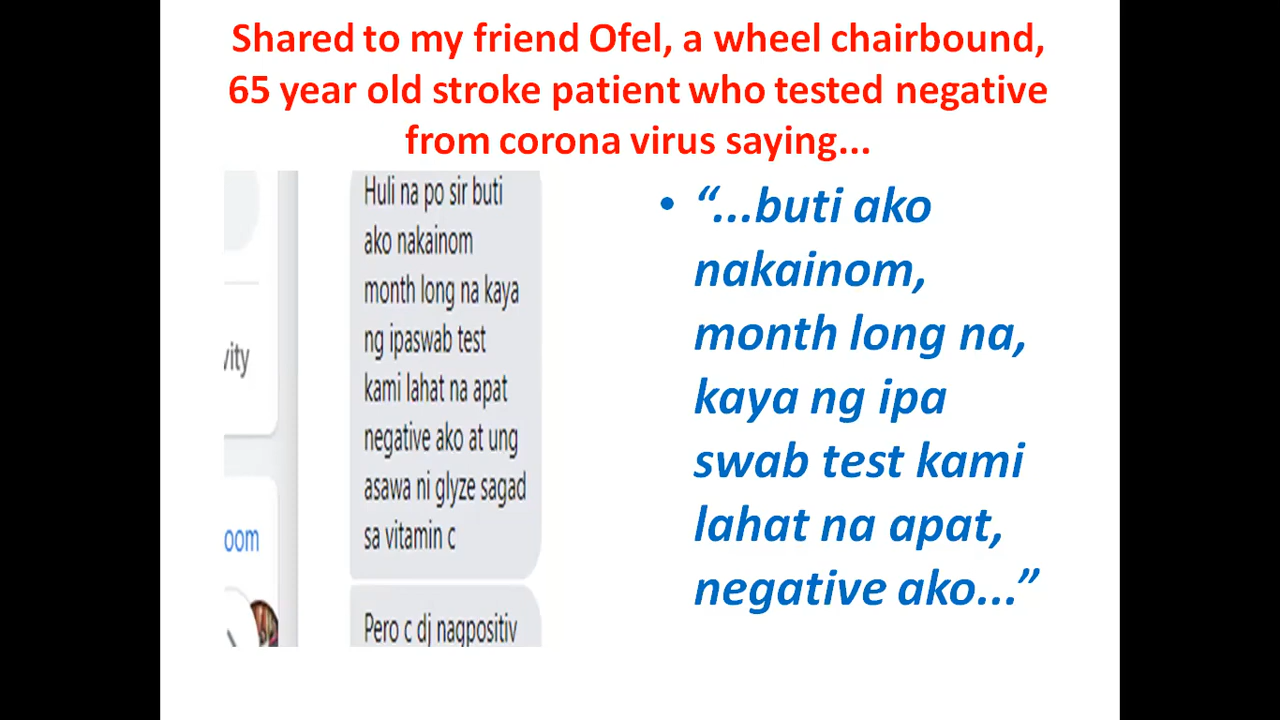 Shared to my friend Ofel, a wheel chairbound,
65 year old stroke patient who tested negative
from corona virus saying...
Huli na po sir buti
ako nakainom
month long na kaya
ng ipaswab test
kami lahat na apat
negative ako at ung
asawa ni glyze sagad
sa vitamin c
Pero c dj nagpositiv
vity
oom
• “...buti ako
nakainom,
month long na,
kaya ng ipa
swab test kami
lahat na apat,
negative ako...”